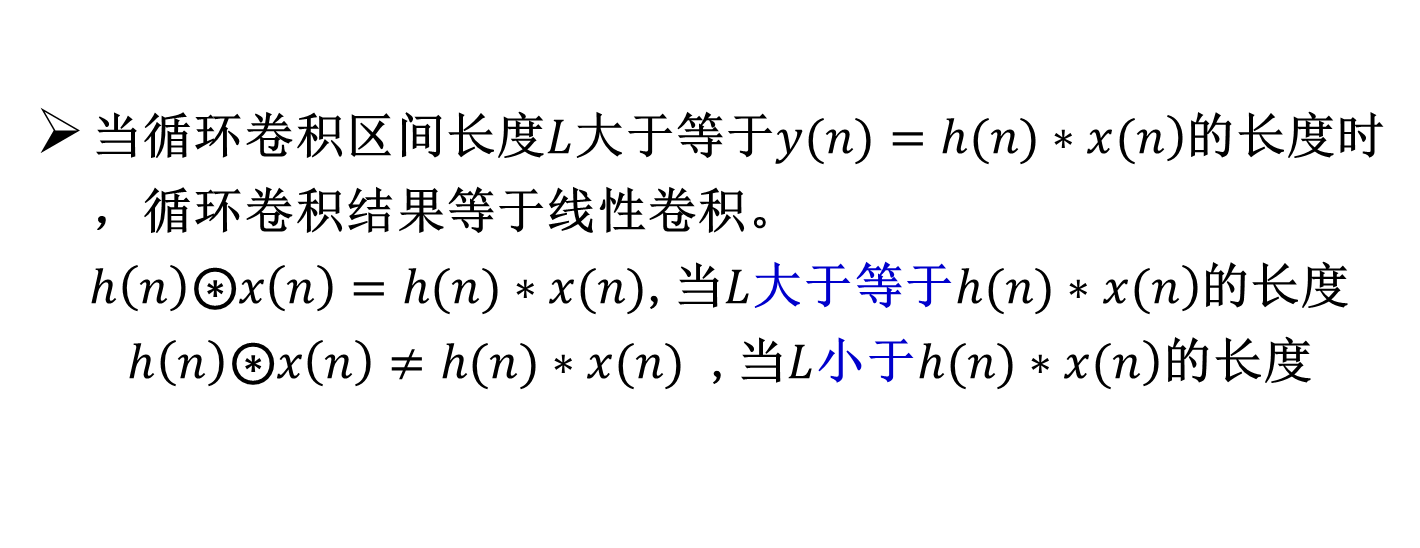 ➢ 当循环卷积区间长度L大于等于y(n) = h(n) ∗ x(n)的长度时
，循环卷积结果等于线性卷积。
h(n)⊛x(n) = h(n) ∗ x(n), 当L大于等于h(n) ∗ x(n)的长度
h(n)⊛x(n) ≠ h(n) ∗ x(n) , 当L小于h(n) ∗ x(n)的长度